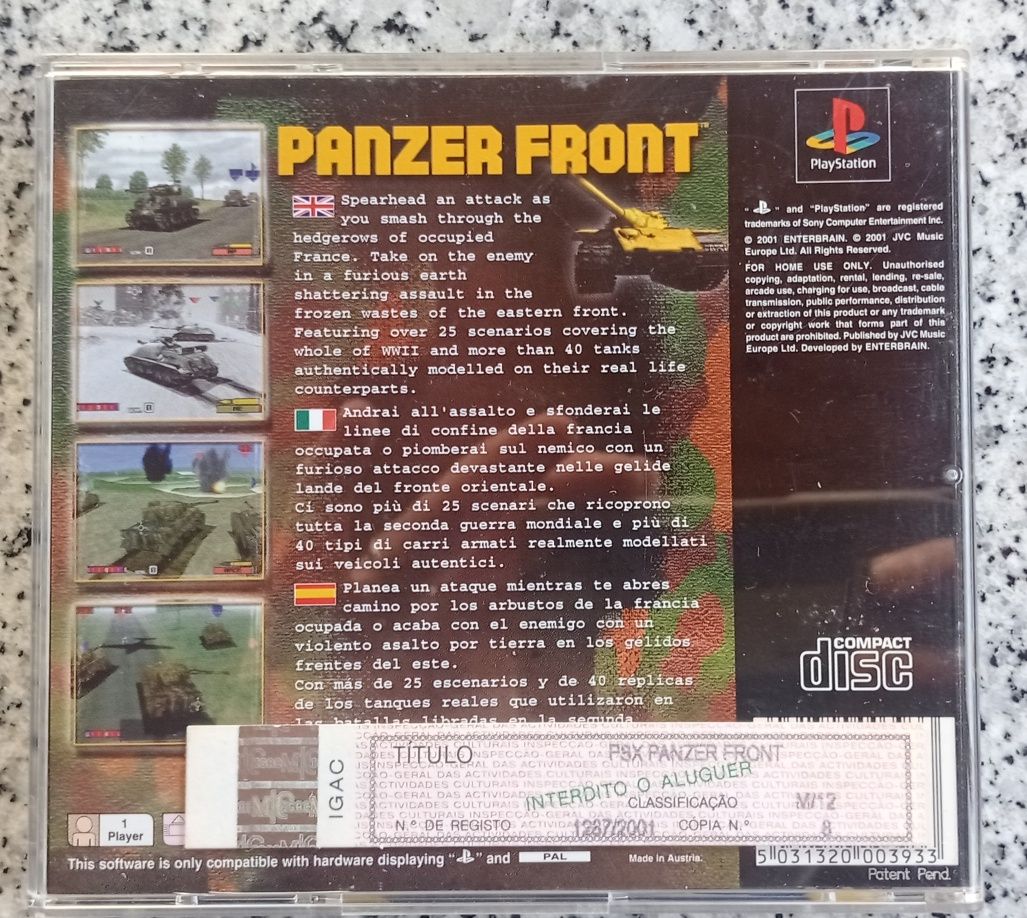 PANZER FRONT™
Spearhead an attack as
you smash through the
hedgerows of occupied
France. Take on the enemy
in a furious earth
shattering assault in the
frozen wastes of the eastern front.
Featuring over 25 scenarios covering the
whole of WWII and more than 40 tanks
authentically modelled on their real life
counterparts.
Andrai all'assalto e sfonderai le
linee di confine della francia
occupata o piomberai sul nemico con un
furioso attacco devastante nelle gelide
lande del fronte orientale.
Ci sono più di 25 scenari che ricoprono
tutta la seconda guerra mondiale e più di
40 tipi di carri armati realmente modellati
sui veicoli autentici.
Planea un ataque mientras te abres
camino por los arbustos de la francia
ocupada o acaba con el enemigo con un
violento asalto por tierra en los gélidos
frentes del este.
Con más de 25 escenarios y de 40 réplicas
de los tanques reales que utilizaron en
las batallas libradas en la segunda
PlayStation
" " and "PlayStation" are registered
trademarks of Sony Computer Entertainment Inc.
© 2001 ENTERBRAIN. © 2001 JVC Music
Europe Ltd. All Rights Reserved.
FOR HOME USE ONLY. Unauthorised
copying, adaptation, rental, lending, re-sale,
arcade use, charging for use, broadcast, cable
transmission, public performance, distribution
or extraction of this product or any trademark
or copyright work that forms part of this
product are prohibited. Published by JVC Music
Europe Ltd. Developed by ENTERBRAIN.
COMPACT
disc
IGAC
TÍTULO PSX PANZER FRONT
INTERDITO O ALUGUER
CLASSIFICAÇÃO M/12
N.º DE REGISTO 1287/2001 COPIA N.º 8
1
Player
5 031320 003933
This software is only compatible with hardware displaying " " and PAL
Made in Austria.
Patent Pend.